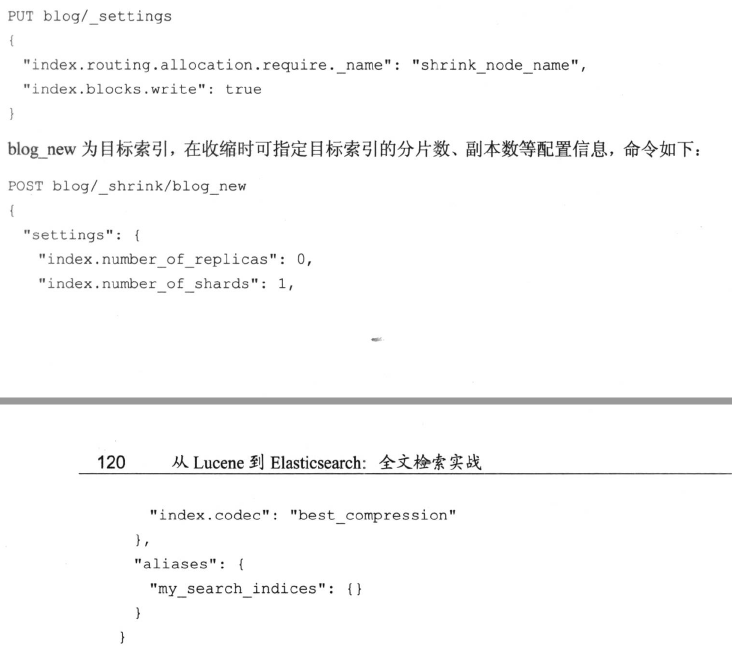 PUT blog/_settings
{
  "index.routing.allocation.require._name": "shrink_node_name",
  "index.blocks.write": true
}
blog_new 为目标索引，在收缩时可指定目标索引的分片数、副本数等配置信息，命令如下：
POST blog/_shrink/blog_new
{
  "settings": {
    "index.number_of_replicas": 0,
    "index.number_of_shards": 1,
120 从 Lucene 到 Elasticsearch：全文检索实战
    "index.codec": "best_compression"
  },
  "aliases": {
    "my_search_indices": {}
  }
}